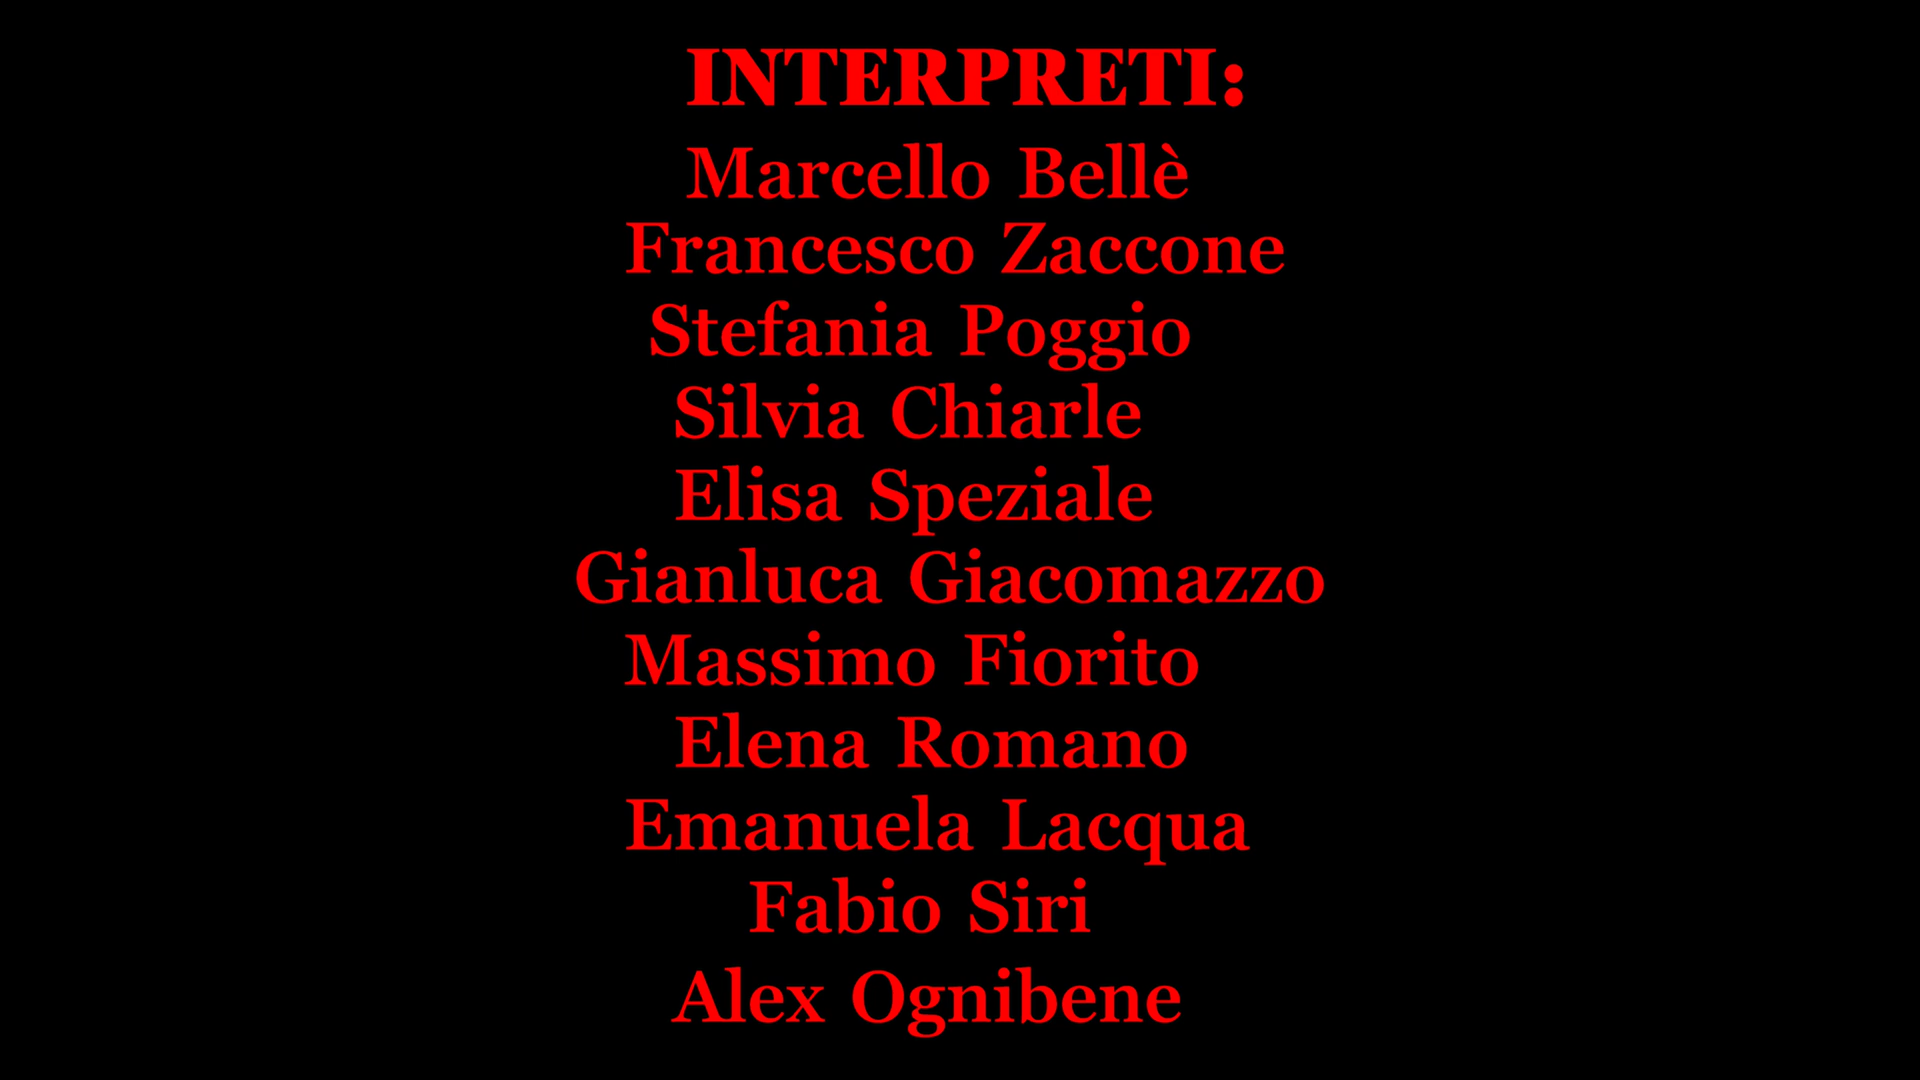 INTERPRETI:
Marcello Bellè
Francesco Zaccone
Stefania Poggio
Silvia Chiarle
Elisa Speziale
Gianluca Giacomazzo
Massimo Fiorito
Elena Romano
Emanuela Lacqua
Fabio Siri
Alex Ognibene